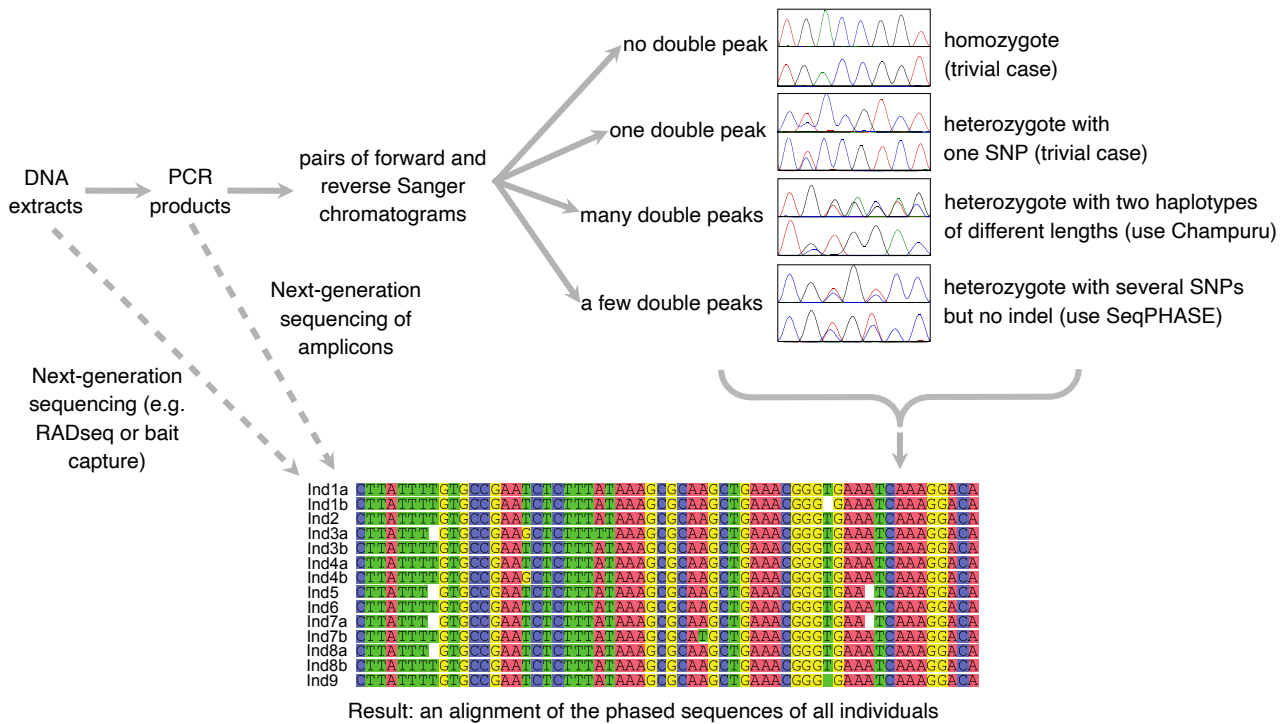 no double peak
homozygote
(trivial case)
one double peak
heterozygote with
one SNP (trivial case)
DNA
extracts
PCR
products
pairs of forward and
reverse Sanger
chromatograms
many double peaks
heterozygote with two haplotypes
of different lengths (use Champuru)
a few double peaks
heterozygote with several SNPs
but no indel (use SeqPHASE)
Next-generation
sequencing of
amplicons
Next-generation
sequencing (e.g.
RADseq or bait
capture)
Ind1a CTTATTTTGTGCCGAATCTCTTTATAAAGCGCAAGCTGAAACGGGTGAAATCAAAGGACA
Ind1b CTTATTTTGTGCCGAATCTCTTTATAAAGCGCAAGCTGAAACGGG GAAATCAAAGGACA
Ind2 CTTATTTTGTGCCGAATCTCTTTATAAAGCGCAAGCTGAAACGGGTGAAATCAAAGGACA
Ind3a CTTATTT GTGCCGAAGCTCTTTTTAAAGCGCAAGCTGAAACGGGTGAAATCAAAGGACA
Ind3b CTTATTTTGTGCCGAATCTCTTTATAAAGCGCAAGCTGAAACGGGTGAAATCAAAGGACA
Ind4a CTTATTTTGTGCCGAATCTCTTTATAAAGCGCAAGCTGAAACGGGTGAAATCAAAGGACA
Ind4b CTTATTTTGTGCCGAAGCTCTTTATAAAGCGCAAGCTGAAACGGGTGAAATCAAAGGACA
Ind5 CTTATTT GTGCCGAATCTCTTTATAAAGCGCAAGCTGAAACGGGTGAA TCAAAGGACA
Ind6 CTTATTTTGTGCCGAATCTCTTTATAAAGCGCAAGCTGAAACGGGTGAAATCAAAGGACA
Ind7a CTTATTT GTGCCGAATCTCTTTATAAAGCGCAAGCTGAAACGGGTGAA TCAAAGGACA
Ind7b CTTATTTTGTGCCGAATCTCTTTATAAAGCGCATGCTGAAACGGGTGAAATCAAAGGACA
Ind8a CTTATTT GTGCCGAATCTCTTTATAAAGCGCAAGCTGAAACGGGTGAAATCAAAGGACA
Ind8b CTTATTTTGTGCCGAATCTCTTTATAAAGCGCAAGCTGAAACGGGTGAAATCAAAGGACA
Ind9 CTTATTTTGTGCCGAATCTCTTTATAAAGCGCAAGCTGAAACGGGTGAAATCAAAGGACA
Result: an alignment of the phased sequences of all individuals